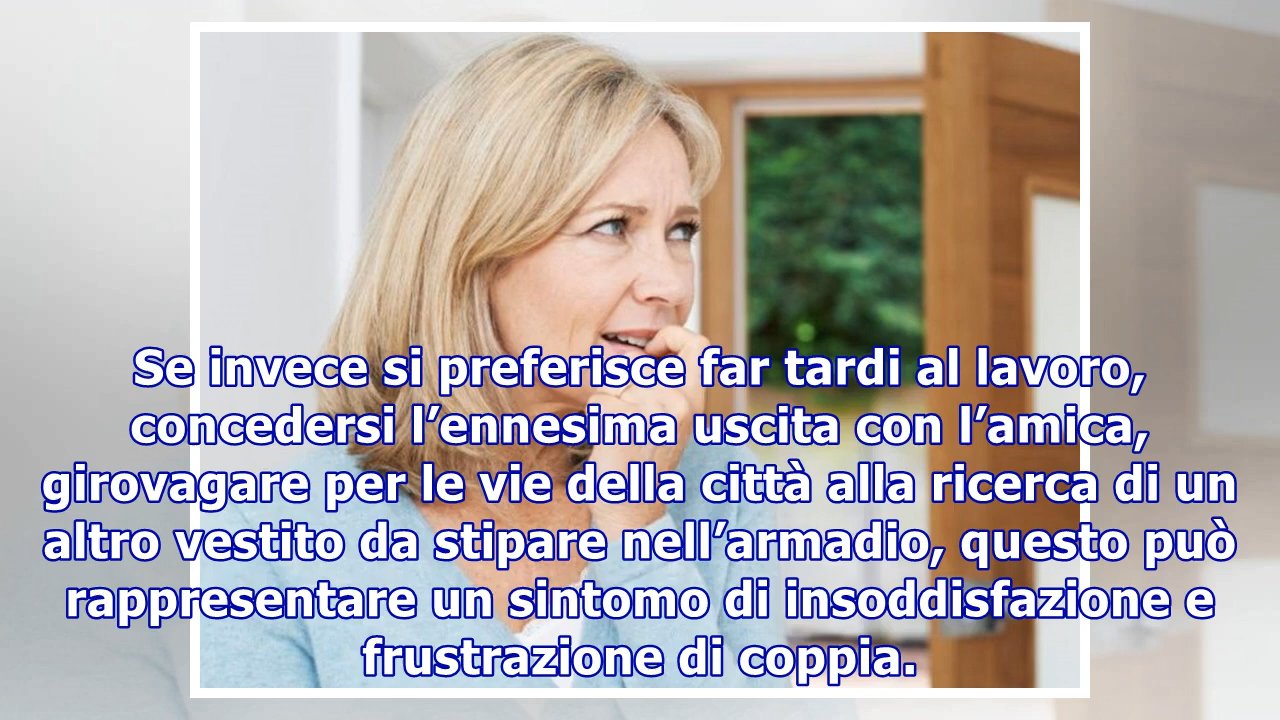 Se invece si preferisce far tardi al lavoro,
concedersi l’ennesima uscita con l’amica,
girovagare per le vie della città alla ricerca di un
altro vestito da stipare nell’armadio, questo può
rappresentare un sintomo di insoddisfazione e
frustrazione di coppia.